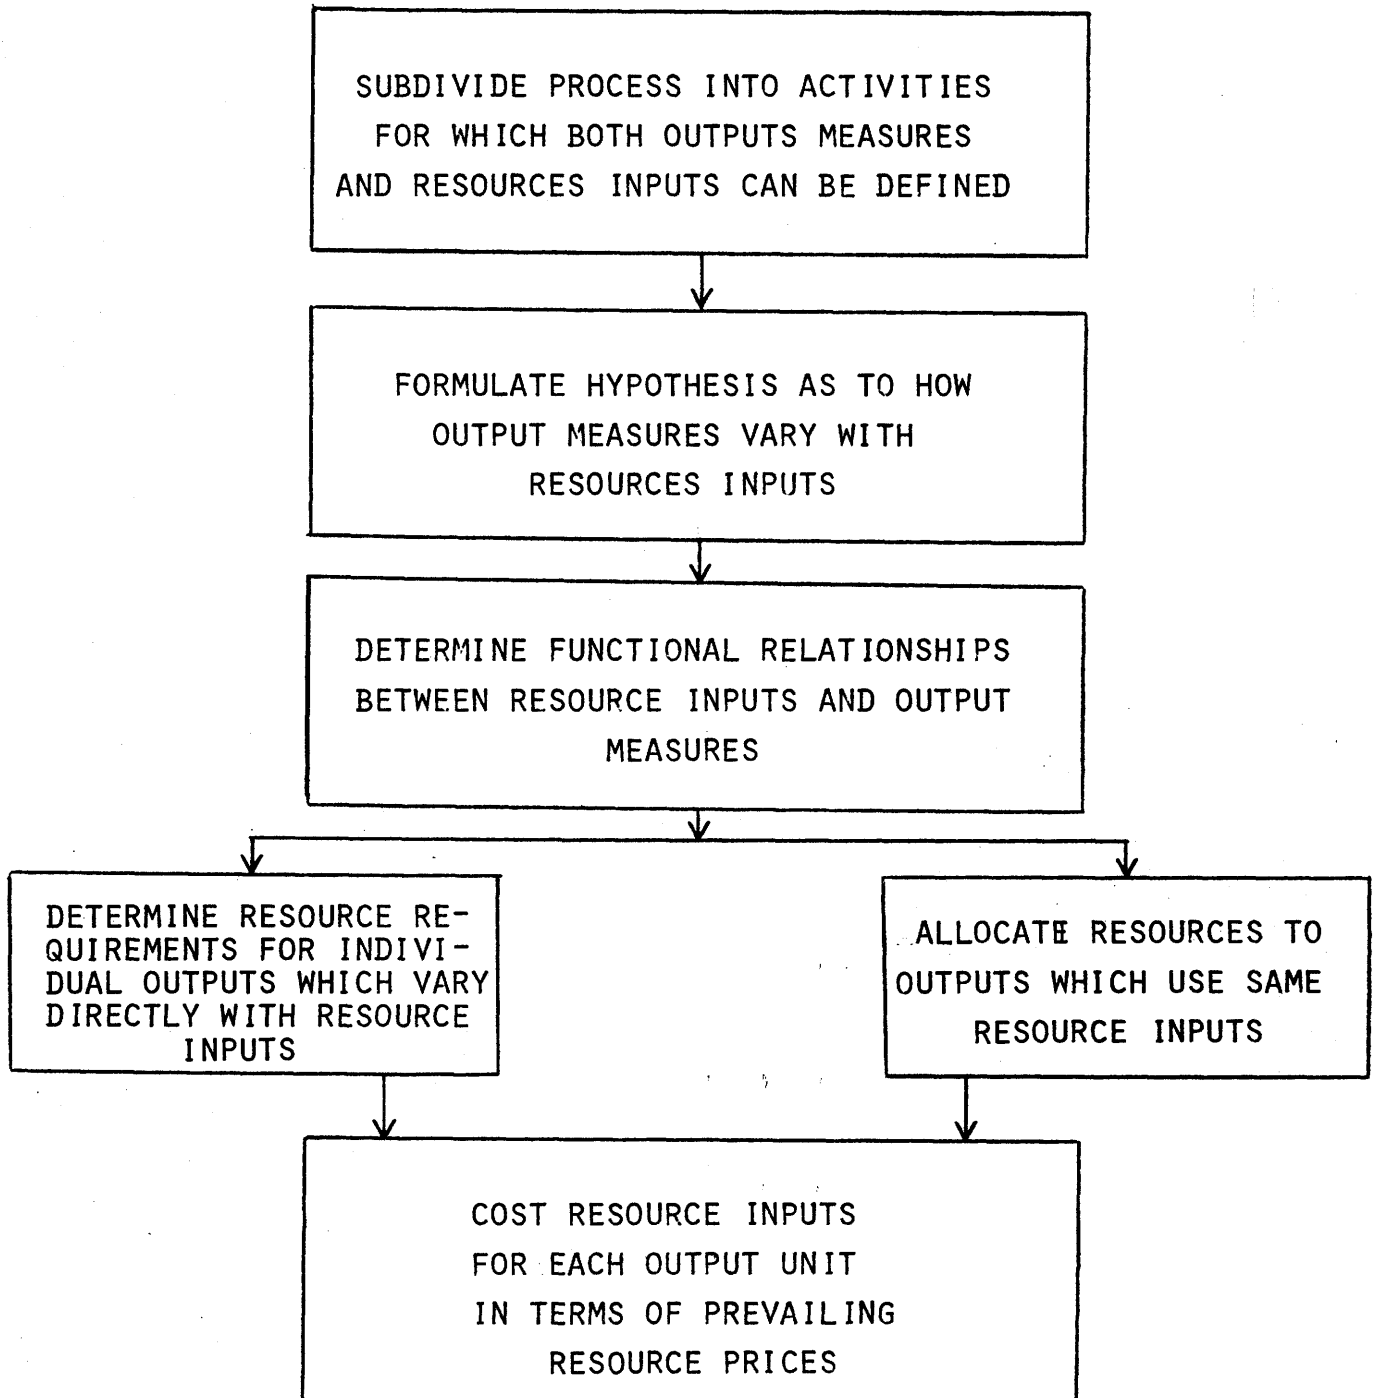 SUBDIVIDE PROCESS INTO ACTIVITIES
FOR WHICH BOTH OUTPUTS MEASURES
AND RESOURCES INPUTS CAN BE DEFINED
FORMULATE HYPOTHESIS AS TO HOW
OUTPUT MEASURES VARY WITH
RESOURCES INPUTS
DETERMINE FUNCTIONAL RELATIONSHIPS
BETWEEN RESOURCE INPUTS AND OUTPUT
MEASURES
DETERMINE RESOURCE RE-
QUIREMENTS FOR INDIVI-
DUAL OUTPUTS WHICH VARY
DIRECTLY WITH RESOURCE
INPUTS
ALLOCATE RESOURCES TO
OUTPUTS WHICH USE SAME
RESOURCE INPUTS
COST RESOURCE INPUTS
FOR EACH OUTPUT UNIT
IN TERMS OF PREVAILING
RESOURCE PRICES